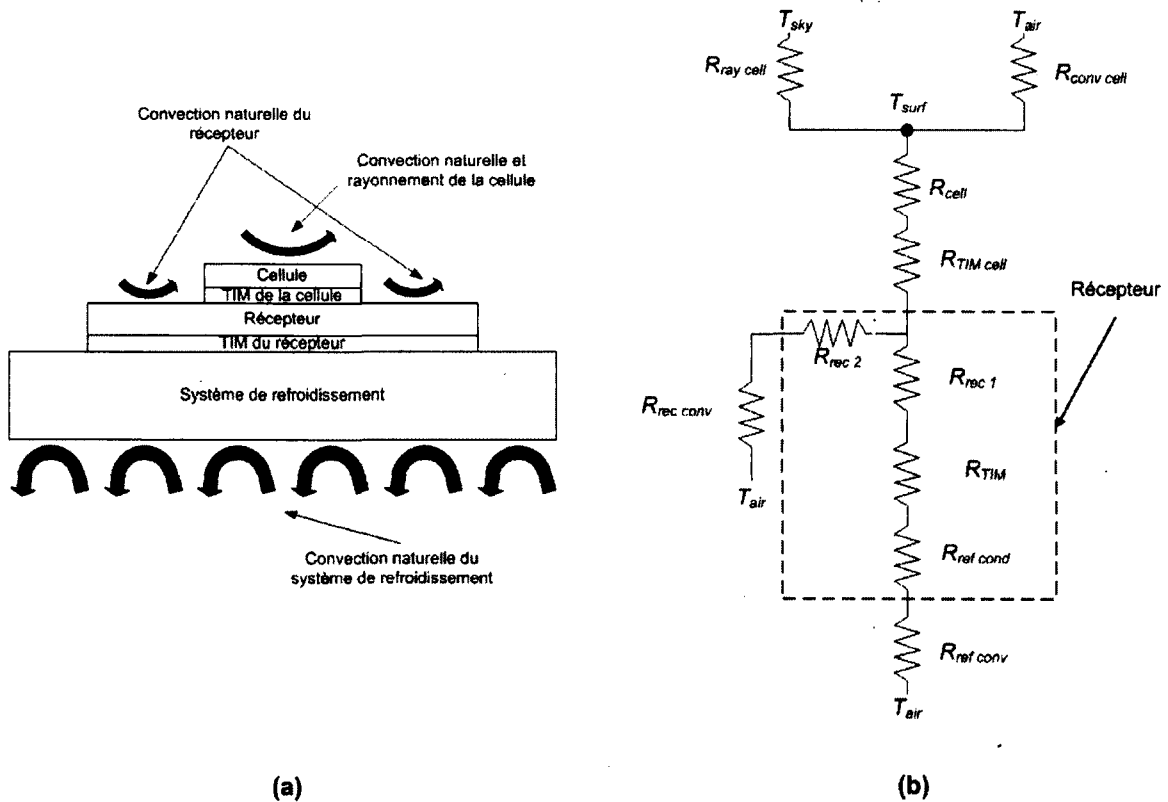 Convection naturelle du
récepteur
Convection naturelle et
rayonnement de la cellule
Cellule
TIM de la cellule
Récepteur
TIM du récepteur
Système de refroidissement
Convection naturelle du
système de refroidissement
(a)
T_sky
T_air
R_ray cell
R_conv cell
T_surf
R_cell
R_TIM cell
Récepteur
R_rec 2
R_rec 1
R_rec conv
R_TIM
T_air
R_ref cond
R_ref conv
T_air
(b)